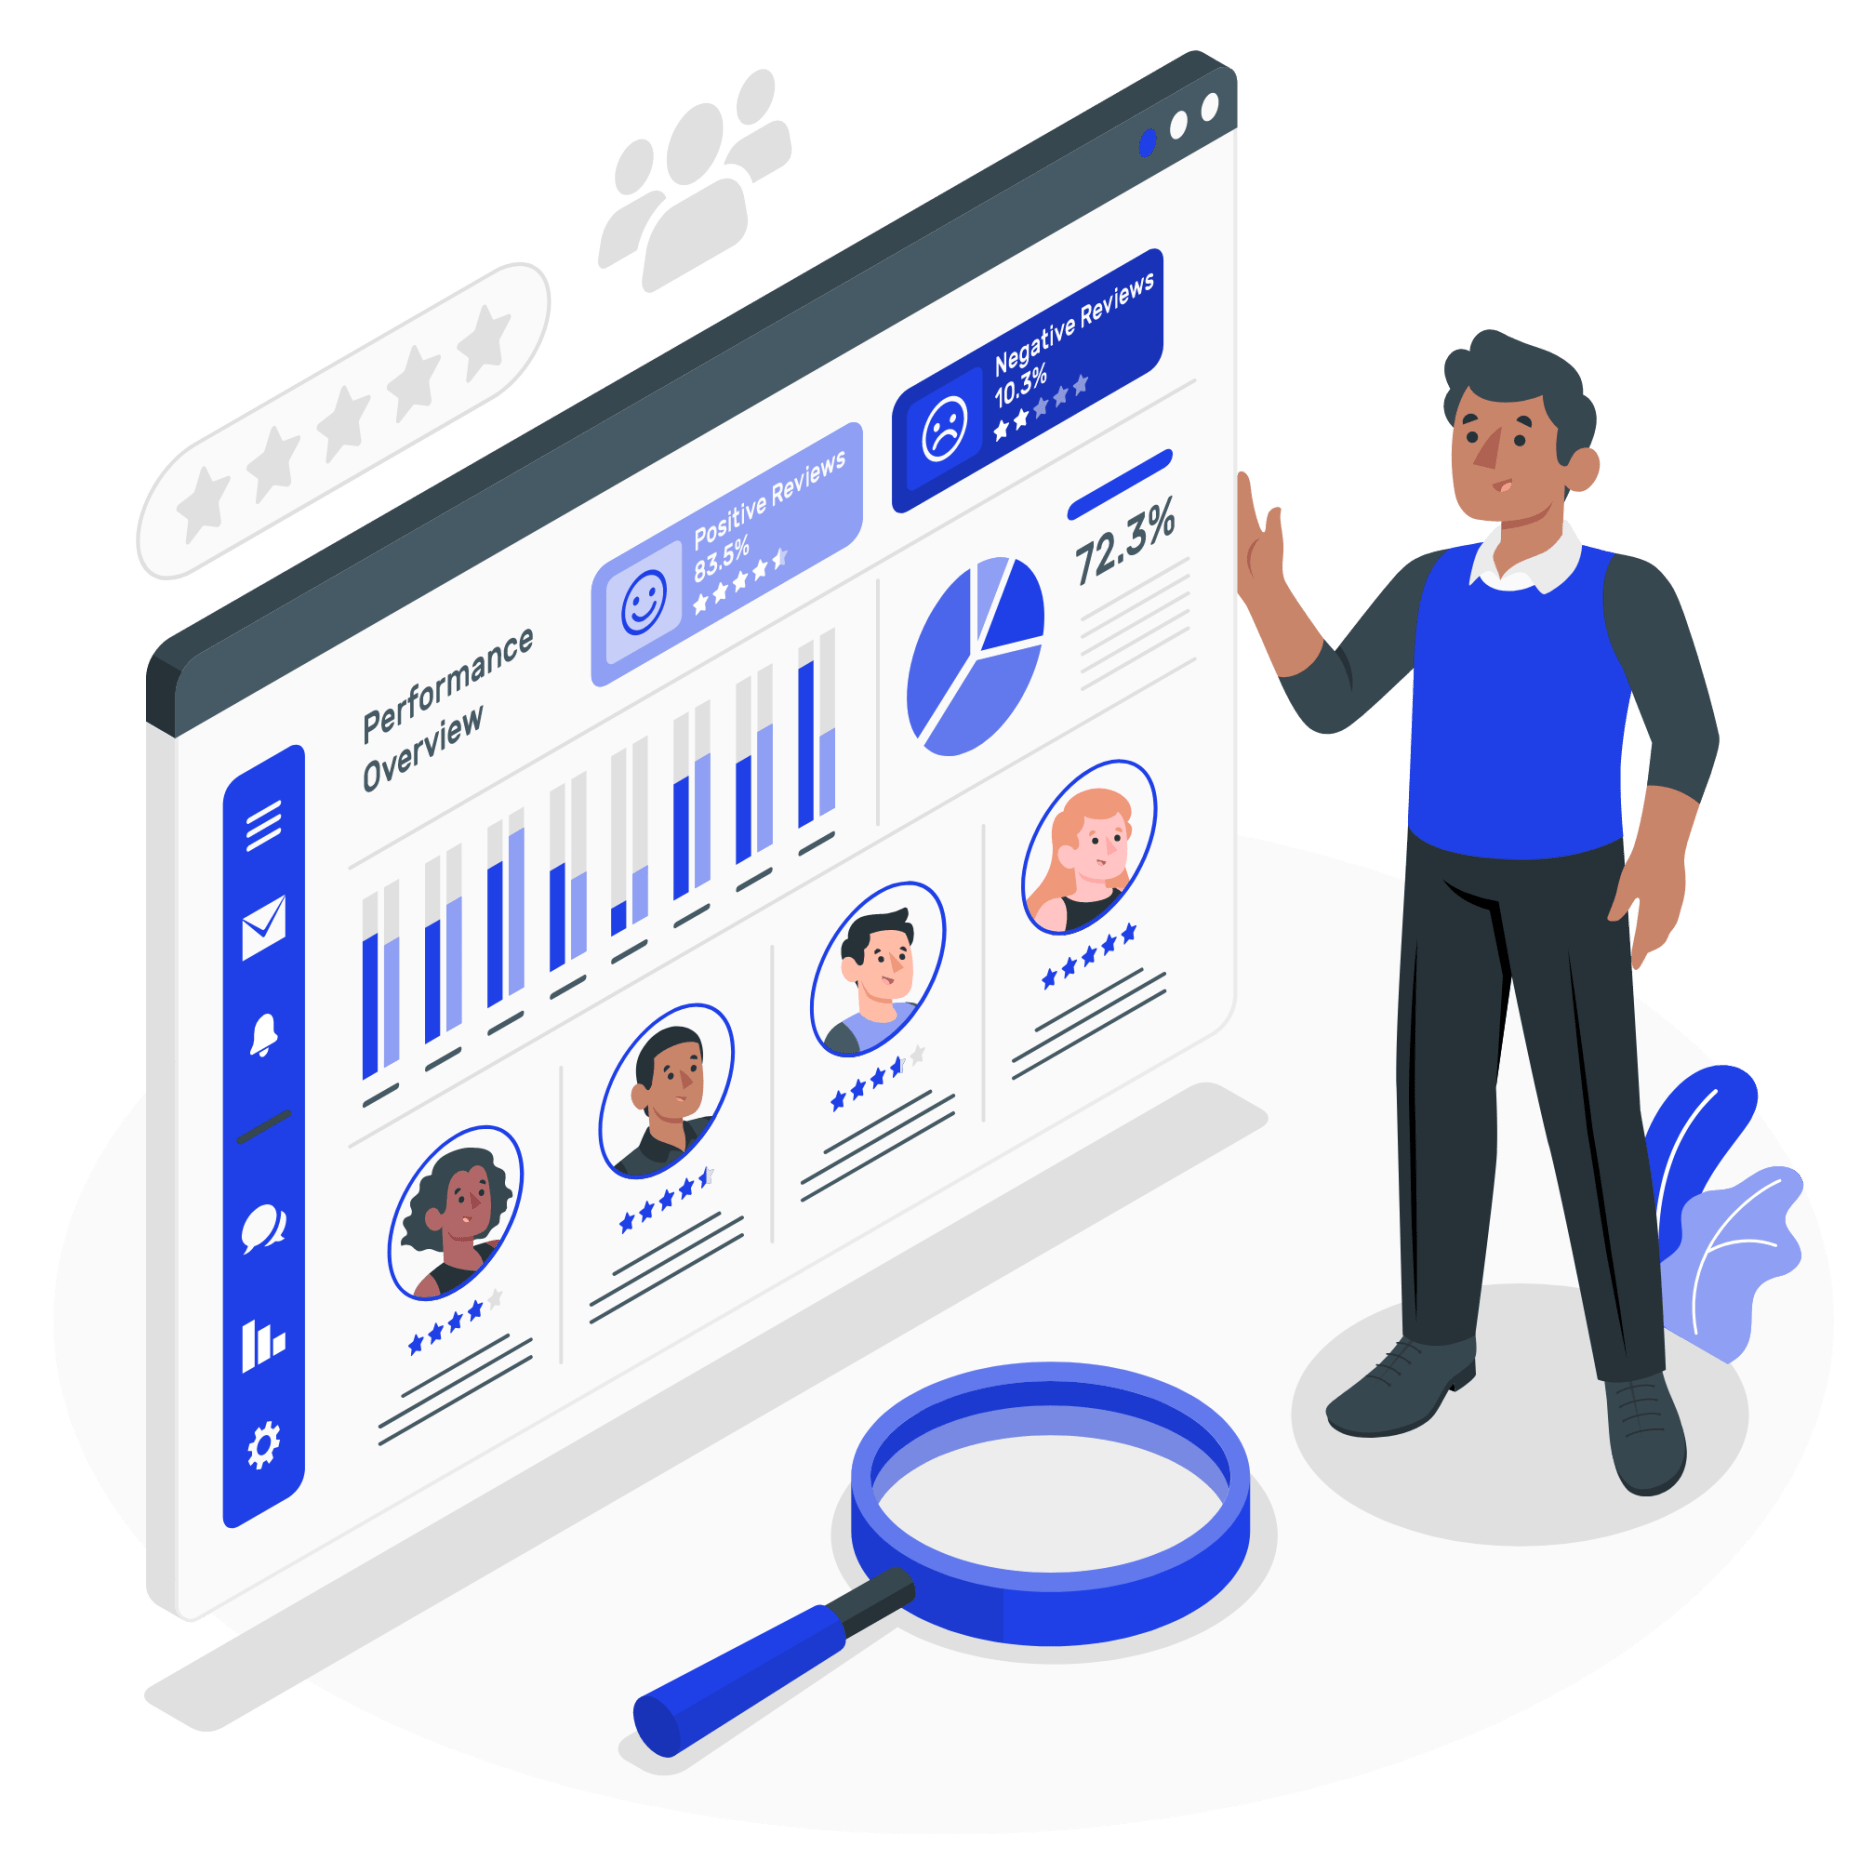 Performance
Overview
Positive Reviews
83.5%
Negative Reviews
10.3%
72.3%